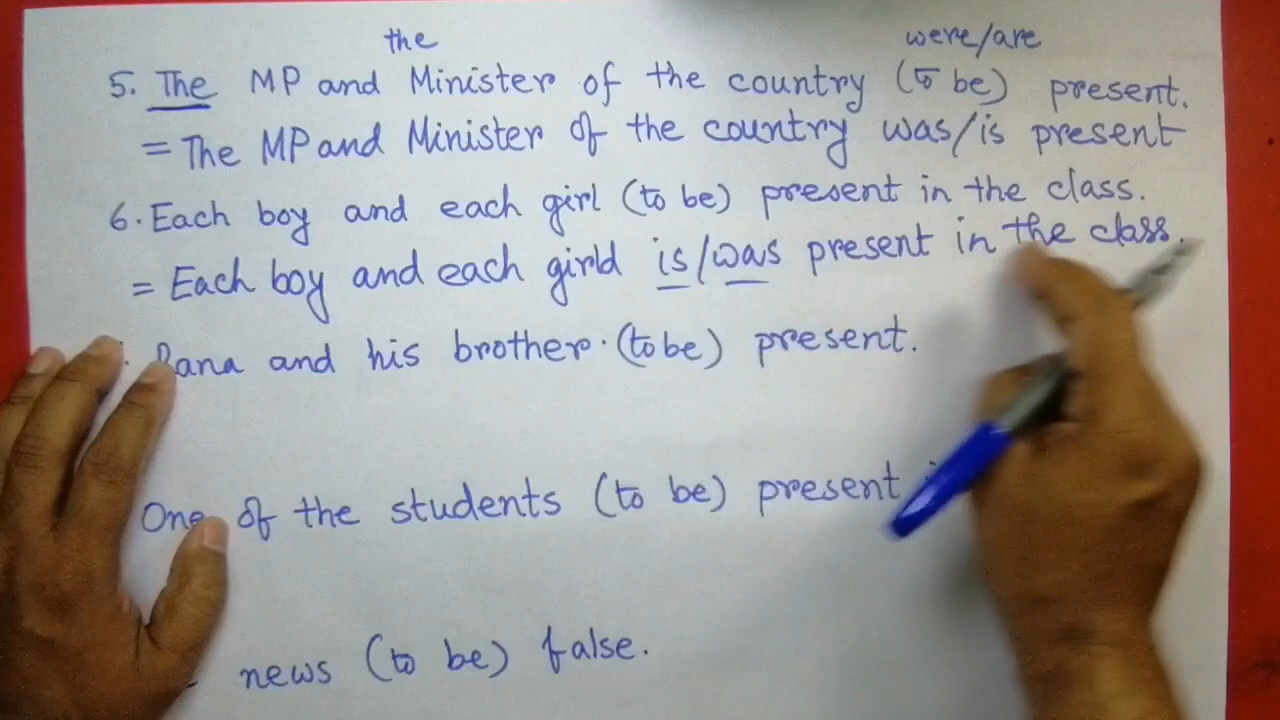 the were/are
5. The MP and Minister of the country (to be) present.
= The MP and Minister of the country was/is present
6. Each boy and each girl (to be) present in the class.
= Each boy and each girld is/was present in the class.
Rana and his brother. (to be) present.
One of the students (to be) present
news (to be) false.